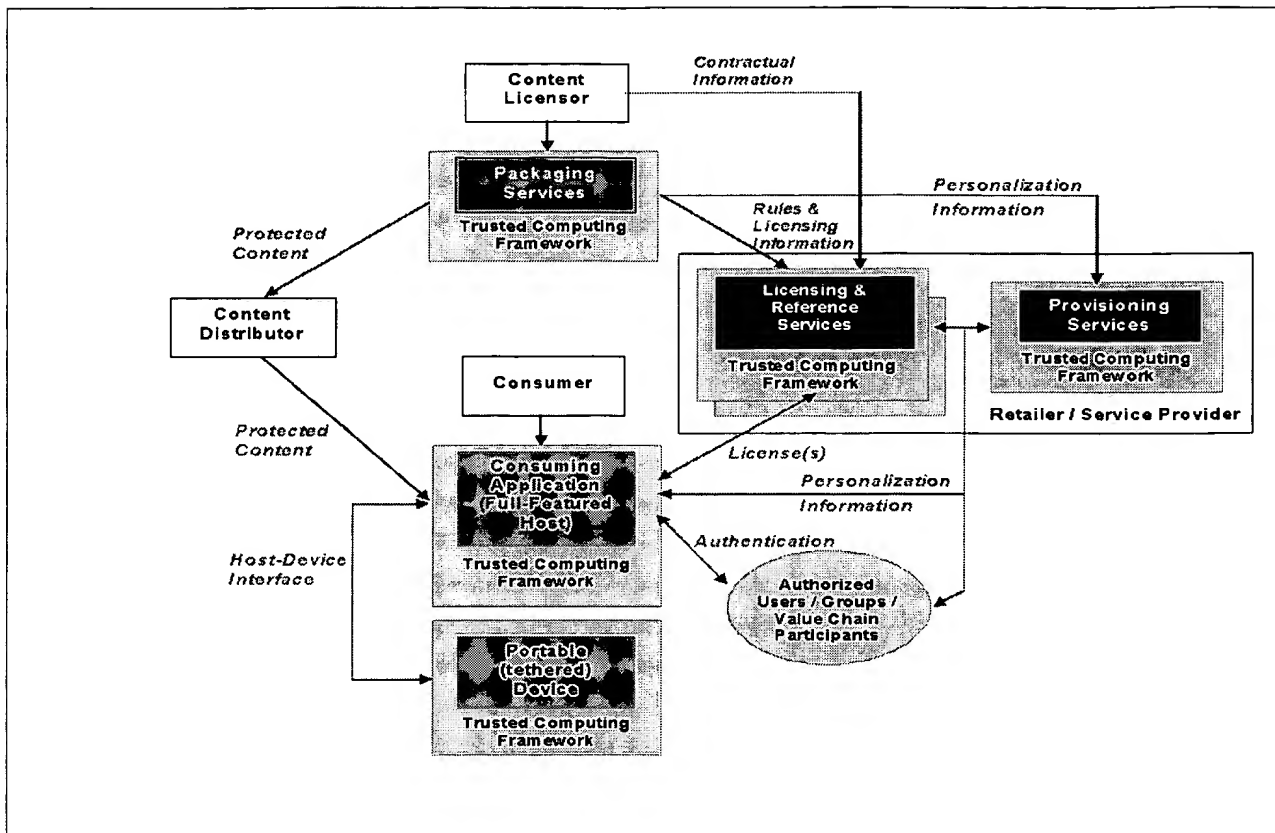 Contractual
Information
Content
Licensor
Packaging
Services
Trusted Computing
Framework
Personalization
Information
Rules &
Licensing
Information
Protected
Content
Licensing &
Reference
Services
Trusted Computing
Framework
Provisioning
Services
Trusted Computing
Framework
Retailer / Service Provider
Content
Distributor
Consumer
Protected
Content
Consuming
Application
(Full-Featured
Host)
Trusted Computing
Framework
License(s)
Personalization
Information
Authentication
Host-Device
Interface
Authorized
Users / Groups /
Value Chain
Participants
Portable
(tethered)
Device
Trusted Computing
Framework